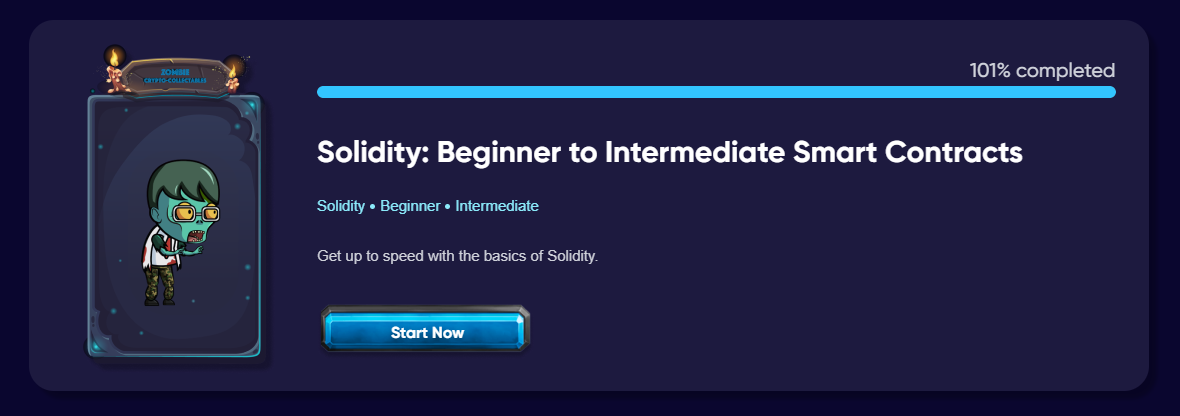 ZOMBIE
CRYPTO-COLLECTABLES
101% completed
Solidity: Beginner to Intermediate Smart Contracts
Solidity • Beginner • Intermediate
Get up to speed with the basics of Solidity.
Start Now